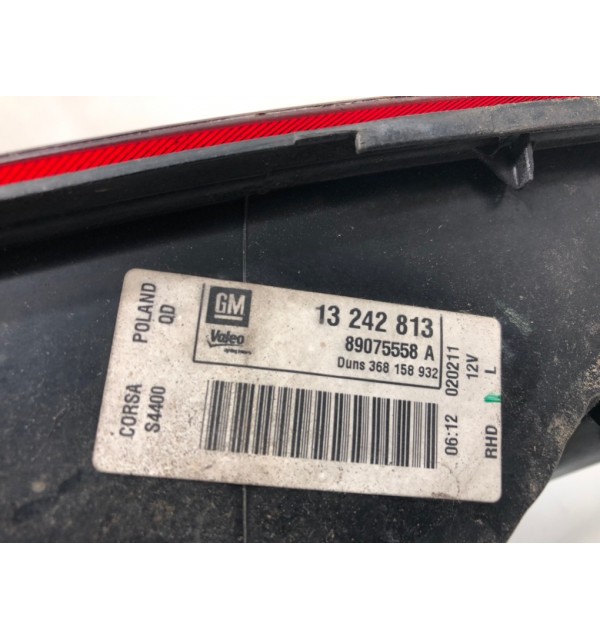 GM
Valeo
13 242 813
89075558 A
Duns 368 158 932
CORSA POLAND
S4400 QD
06:12 020211
12V
RHD L